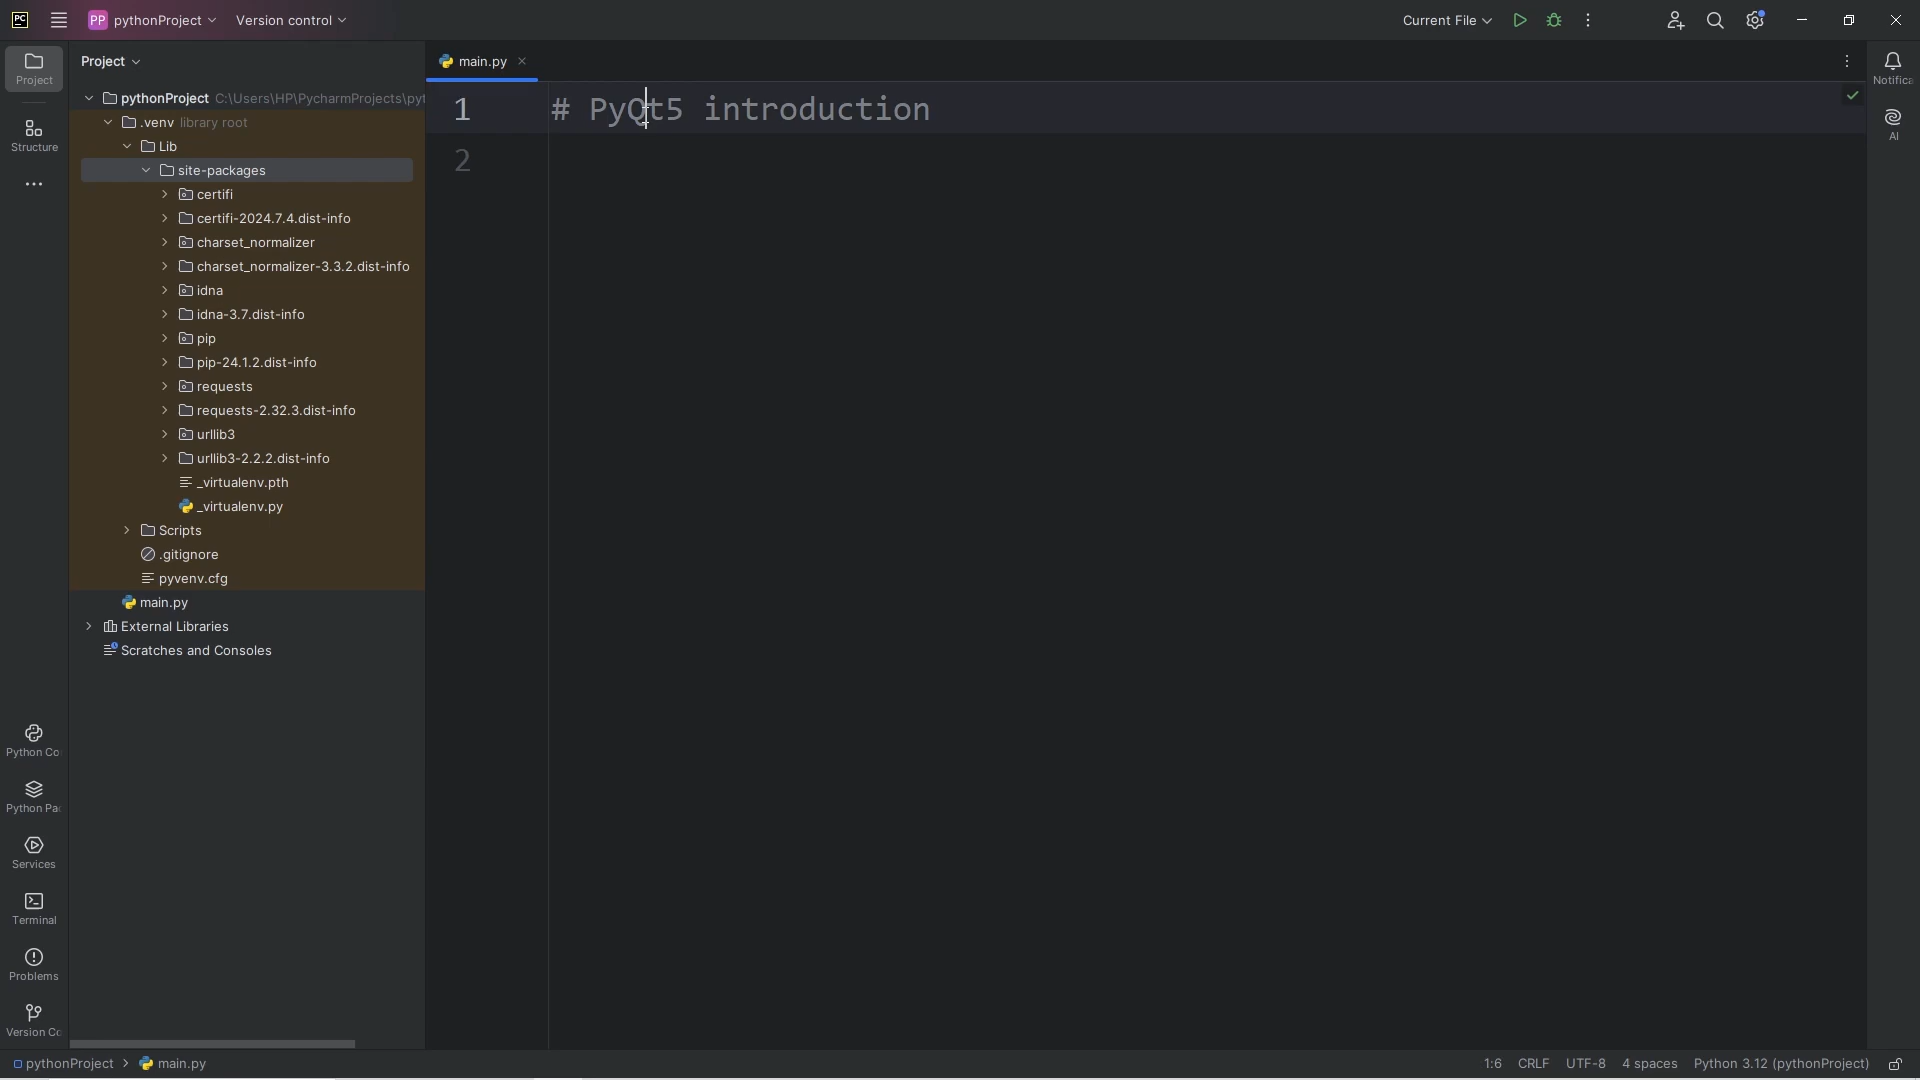 PC
PP pythonProject
Version control
Current File
Project
Structure
Python Co
Python Pac
Services
Terminal
Problems
Version Co
Project
pythonProject C:\Users\HP\PycharmProjects\pyt
.venv library root
Lib
site-packages
certifi
certifi-2024.7.4.dist-info
charset_normalizer
charset_normalizer-3.3.2.dist-info
idna
idna-3.7.dist-info
pip
pip-24.1.2.dist-info
requests
requests-2.32.3.dist-info
urllib3
urllib3-2.2.2.dist-info
_virtualenv.pth
_virtualenv.py
Scripts
.gitignore
pyvenv.cfg
main.py
External Libraries
Scratches and Consoles
main.py
1 # PyQt5 introduction
2
Notifica
AI
pythonProject > main.py
1:6 CRLF UTF-8 4 spaces Python 3.12 (pythonProject)